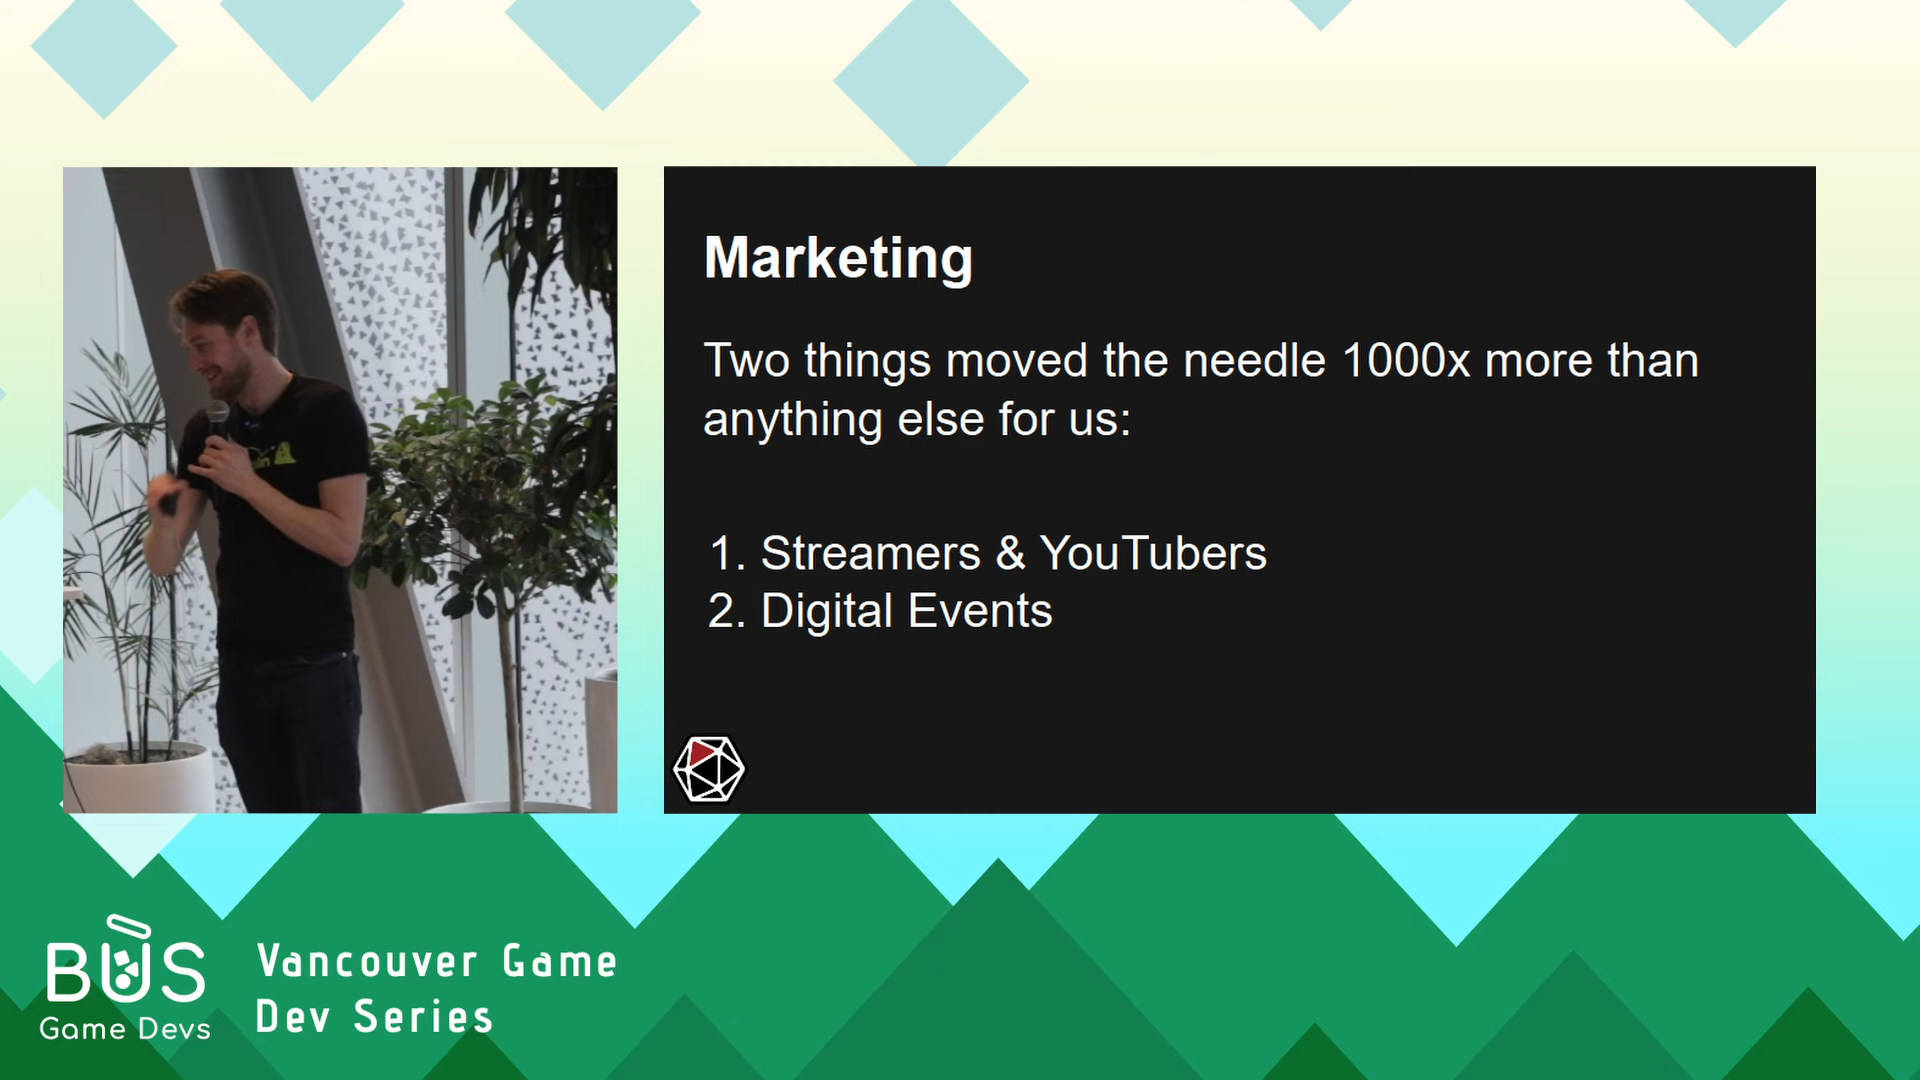 Marketing
Two things moved the needle 1000x more than
anything else for us:
1. Streamers & YouTubers
2. Digital Events
BUS
Game Devs
Vancouver Game
Dev Series